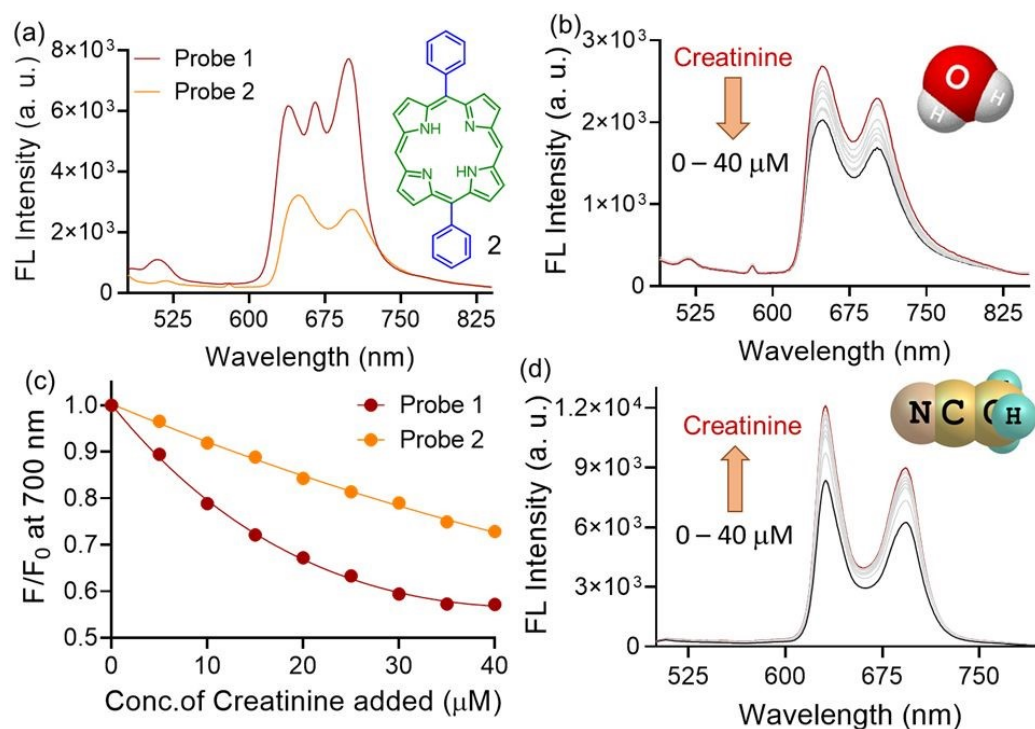 (a)
8×10³
6×10³
4×10³
2×10³
0
FL Intensity (a. u.)
Probe 1
Probe 2
NH
N
N
HN
2
525
600
675
750
825
Wavelength (nm)
(b)
3×10³
2×10³
1×10³
0
FL Intensity (a. u.)
Creatinine
0 – 40 μM
O
H
H
525
600
675
750
825
Wavelength (nm)
(c)
1.0
0.9
0.8
0.7
0.6
0.5
F/F₀ at 700 nm
Probe 1
Probe 2
0
10
20
30
40
Conc.of Creatinine added (μM)
(d)
1.2×10⁴
9×10³
6×10³
3×10³
0
FL Intensity (a. u.)
Creatinine
0 – 40 μM
N
C
H
525
600
675
750
Wavelength (nm)